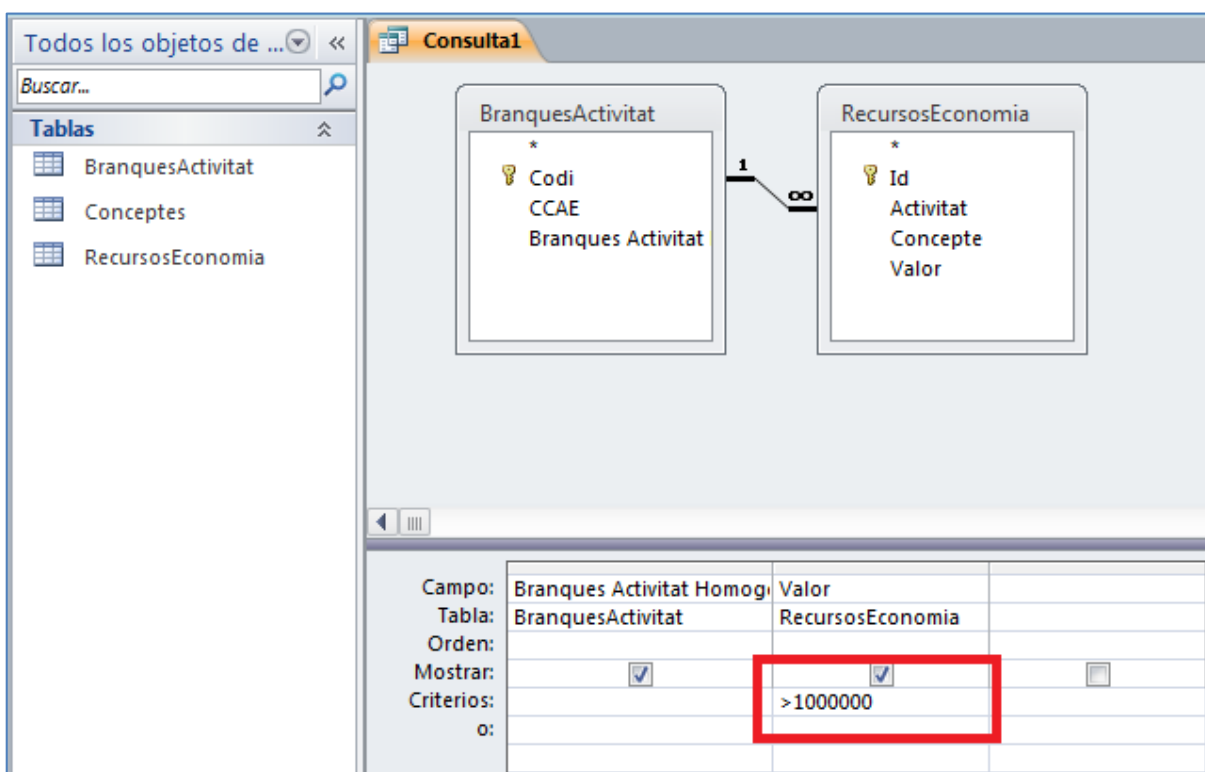 Todos los objetos de ... «
Buscar...
Tablas
BranquesActivitat
Conceptes
RecursosEconomia
Consulta1
BranquesActivitat
*
Codi
CCAE
Branques Activitat
1
∞
RecursosEconomia
*
Id
Activitat
Concepte
Valor
Campo: Branques Activitat Homog Valor
Tabla: BranquesActivitat RecursosEconomia
Orden:
Mostrar:
Criterios: >1000000
o: